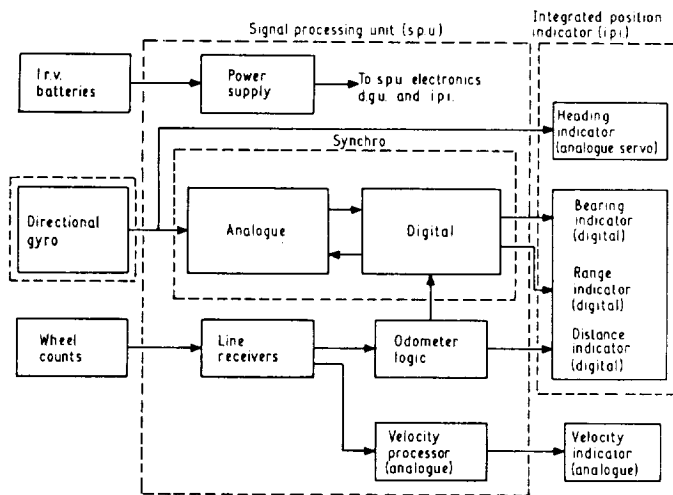 Signal processing unit (s.p.u)
Integrated position
indicator (i.p.i)
l.r.v.
batteries
Power
supply
To s.p.u electronics
d.g.u. and i.p.i.
Heading
indicator
(analogue servo)
Synchro
Directional
gyro
Analogue
Digital
Bearing
indicator
(digital)
Range
indicator
(digital)
Distance
indicator
(digital)
Wheel
counts
Line
receivers
Odometer
logic
Velocity
processor
(analogue)
Velocity
indicator
(analogue)